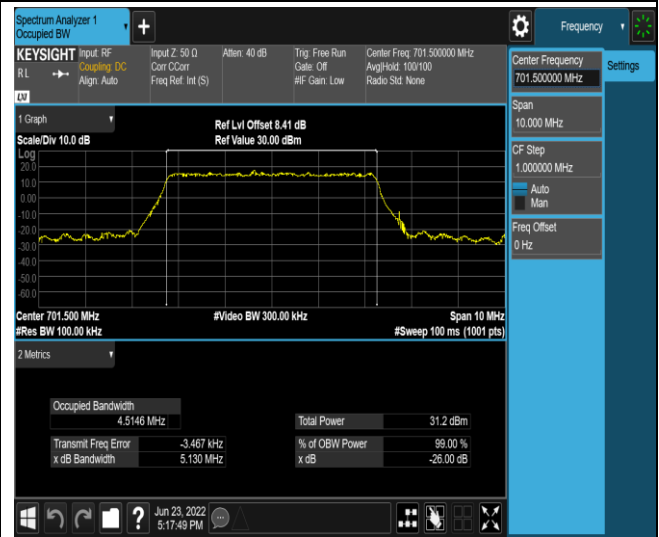 Spectrum Analyzer 1
Occupied BW
+
Frequency
KEYSIGHT
RL
LXI
Input: RF
Coupling: DC
Align: Auto
Input Z: 50 Ω
Corr CCorr
Freq Ref: Int (S)
Atten: 40 dB
Trig: Free Run
Gate: Off
#IF Gain: Low
Center Freq: 701.500000 MHz
Avg|Hold: 100/100
Radio Std: None
Center Frequency
701.500000 MHz
Settings
Span
10.000 MHz
CF Step
1.000000 MHz
Auto
Man
Freq Offset
0 Hz
1 Graph
Scale/Div 10.0 dB
Ref Lvl Offset 8.41 dB
Ref Value 30.00 dBm
Log
20.0
10.0
0.00
-10.0
-20.0
-30.0
-40.0
-50.0
-60.0
Center 701.500 MHz
#Video BW 300.00 kHz
Span 10 MHz
#Res BW 100.00 kHz
#Sweep 100 ms (1001 pts)
2 Metrics
Occupied Bandwidth
4.5146 MHz
Total Power 31.2 dBm
Transmit Freq Error -3.467 kHz
% of OBW Power 99.00 %
x dB Bandwidth 5.130 MHz
x dB -26.00 dB
?
Jun 23, 2022
5:17:49 PM